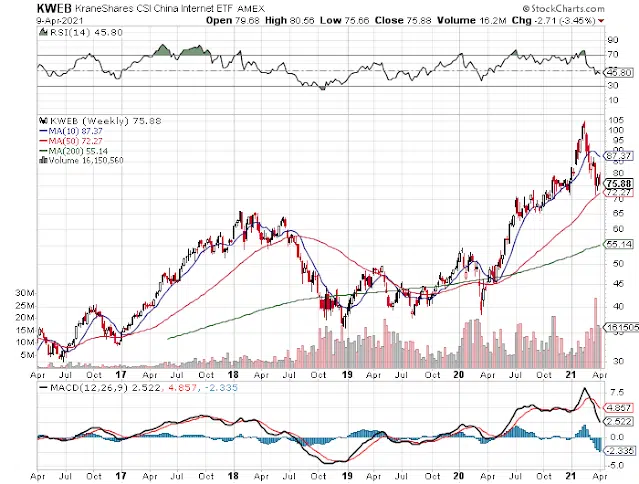 KWEB KraneShares CSI China Internet ETF AMEX © StockCharts.com
9-Apr-2021 Open 79.68 High 80.56 Low 75.66 Close 75.88 Volume 16.2M Chg -2.71 (-3.45%)
RSI(14) 45.80
90
70
45.80
30
10
KWEB (Weekly) 75.88
MA(10) 87.37
MA(50) 72.27
MA(200) 55.14
Volume 16,150,560
105
100
95
90
87.37
80
75.88
72.27
65
60
55.14
50
45
40
35
30M
25M
20M
15M
10M
5M
161505
Apr Jul Oct 17 Apr Jul Oct 18 Apr Jul Oct 19 Apr Jul Oct 20 Apr Jul Oct 21 Apr
MACD(12,26,9) 2.522, 4.857, -2.335
7.5
4.857
2.522
0.0
-2.335
-5.0
Apr Jul Oct 17 Apr Jul Oct 18 Apr Jul Oct 19 Apr Jul Oct 20 Apr Jul Oct 21 Apr